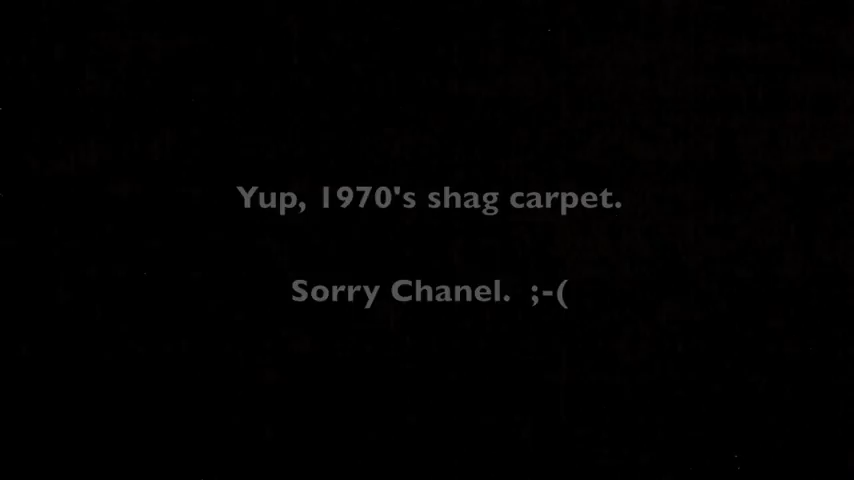 Yup, 1970's shag carpet.
Sorry Chanel.  ;-(